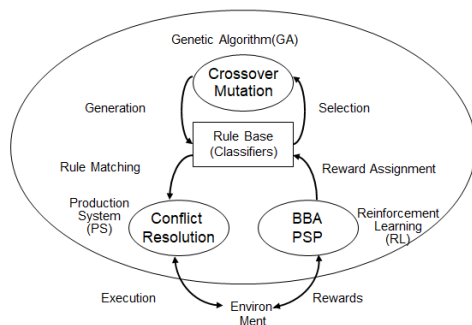 Genetic Algorithm(GA)
Crossover
Mutation
Generation
Selection
Rule Base
(Classifiers)
Rule Matching
Reward Assignment
Production
System
(PS)
Conflict
Resolution
BBA
PSP
Reinforcement
Learning
(RL)
Execution
Environ
Ment
Rewards